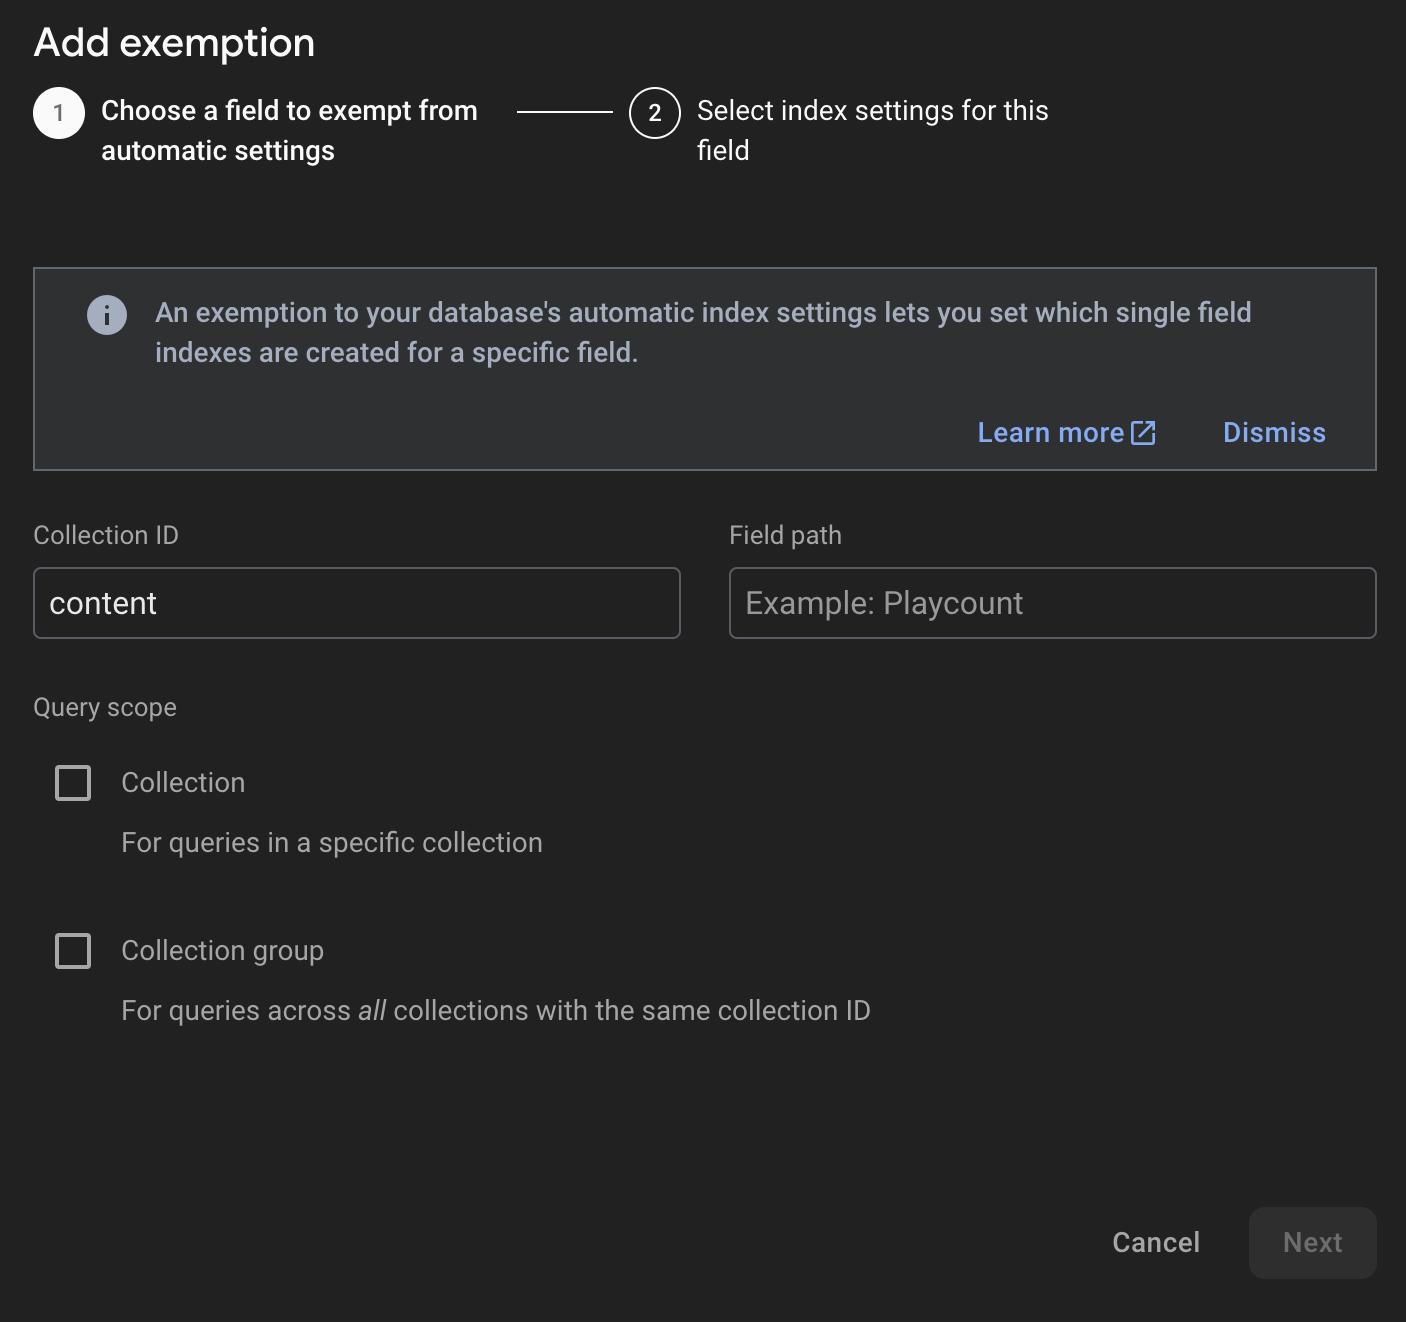 Add exemption
1
Choose a field to exempt from
automatic settings
2
Select index settings for this
field
An exemption to your database's automatic index settings lets you set which single field
indexes are created for a specific field.
Learn more
Dismiss
Collection ID
Field path
content
Example: Playcount
Query scope
Collection
For queries in a specific collection
Collection group
For queries across all collections with the same collection ID
Cancel
Next